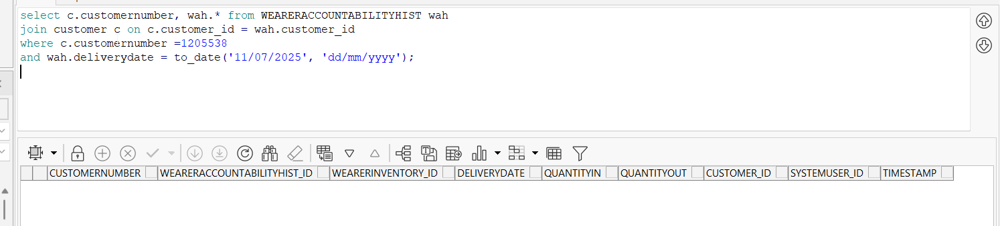 select c.customernumber, wah.* from WEARERACCOUNTABILITYHIST wah
join customer c on c.customer_id = wah.customer_id
where c.customernumber =1205538
and wah.deliverydate = to_date('11/07/2025', 'dd/mm/yyyy');
CUSTOMERNUMBER WEARERACCOUNTABILITYHIST_ID WEARERINVENTORY_ID DELIVERYDATE QUANTITYIN QUANTITYOUT CUSTOMER_ID SYSTEMUSER_ID TIMESTAMP